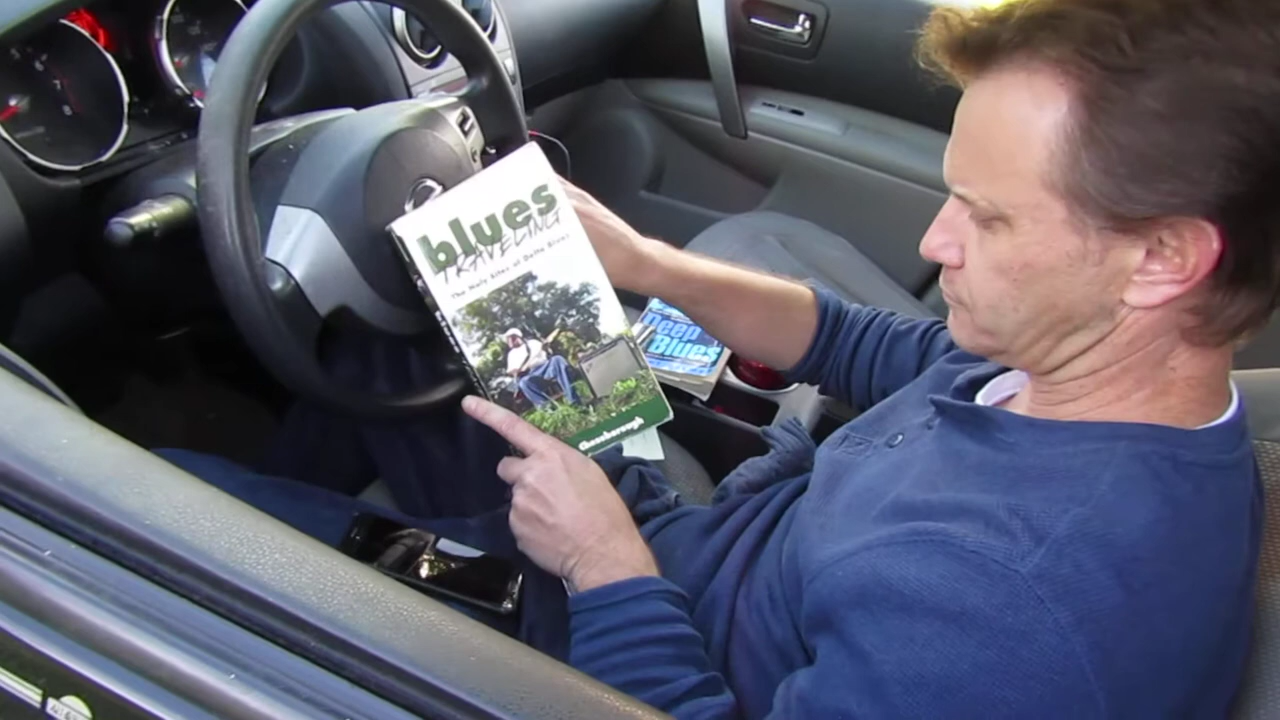 blues
TRAVELING
The Holy Sites of Delta Blues
Cheseborough
Deep
Blues